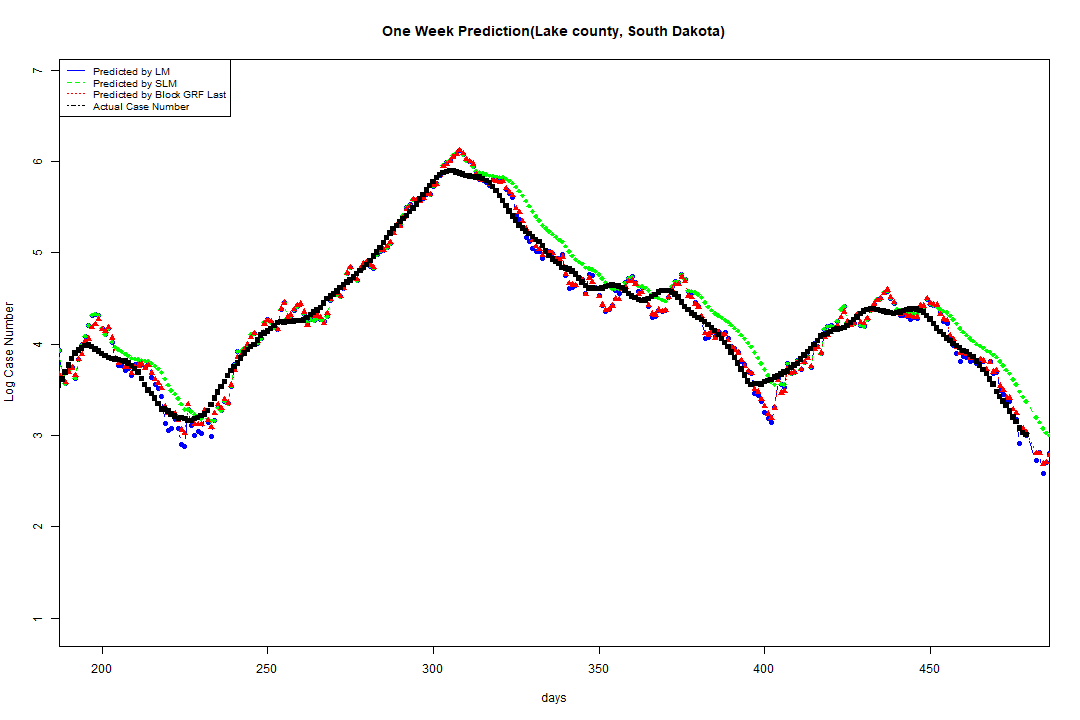 One Week Prediction(Lake county, South Dakota)
Predicted by LM
Predicted by SLM
Predicted by Block GRF Last
Actual Case Number
7
6
5
4
3
2
1
Log Case Number
200 250 300 350 400 450
days